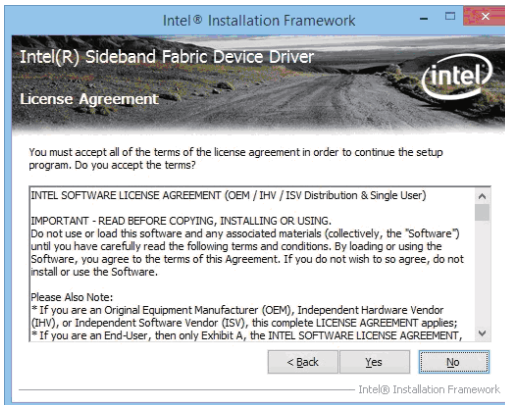 Intel® Installation Framework
Intel(R) Sideband Fabric Device Driver
intel
License Agreement
You must accept all of the terms of the license agreement in order to continue the setup
program. Do you accept the terms?
INTEL SOFTWARE LICENSE AGREEMENT (OEM / IHV / ISV Distribution & Single User)
IMPORTANT - READ BEFORE COPYING, INSTALLING OR USING.
Do not use or load this software and any associated materials (collectively, the "Software")
until you have carefully read the following terms and conditions. By loading or using the
Software, you agree to the terms of this Agreement. If you do not wish to so agree, do not
install or use the Software.
Please Also Note:
* If you are an Original Equipment Manufacturer (OEM), Independent Hardware Vendor
(IHV), or Independent Software Vendor (ISV), this complete LICENSE AGREEMENT applies;
* If you are an End-User, then only Exhibit A, the INTEL SOFTWARE LICENSE AGREEMENT,
< Back Yes No
Intel® Installation Framework